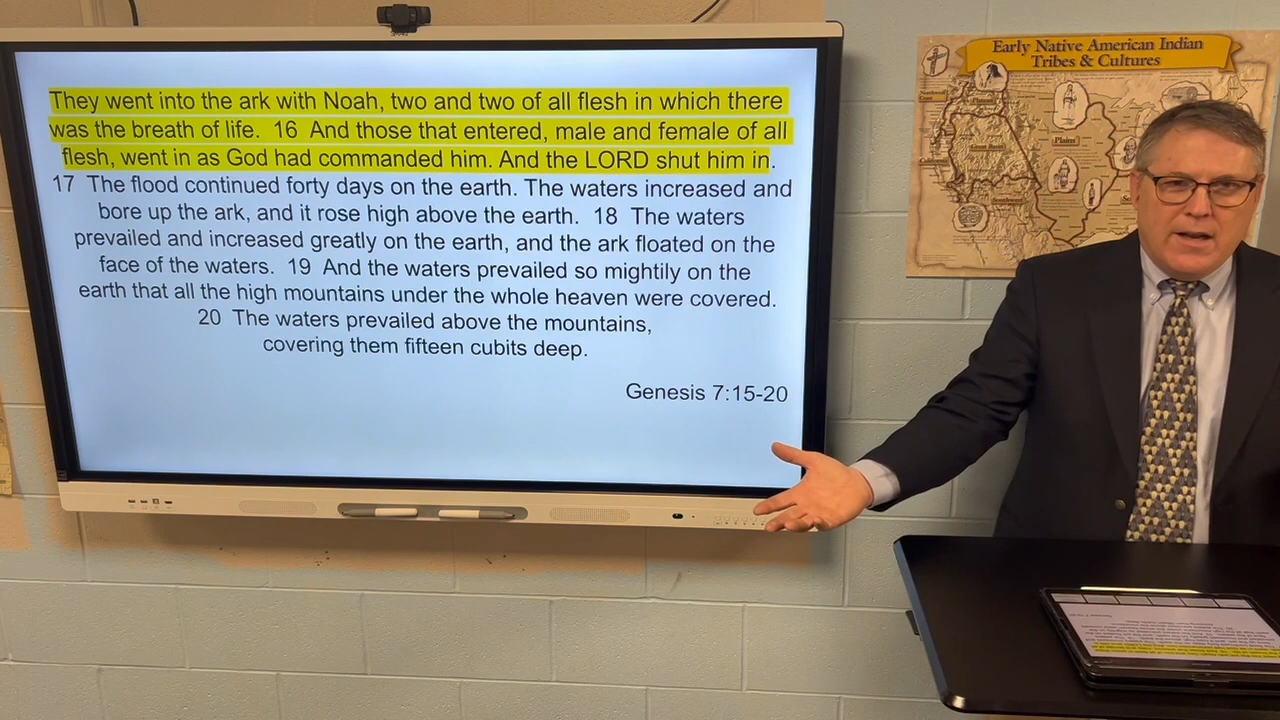 They went into the ark with Noah, two and two of all flesh in which there
was the breath of life. 16 And those that entered, male and female of all
flesh, went in as God had commanded him. And the LORD shut him in.
17 The flood continued forty days on the earth. The waters increased and
bore up the ark, and it rose high above the earth. 18 The waters
prevailed and increased greatly on the earth, and the ark floated on the
face of the waters. 19 And the waters prevailed so mightily on the
earth that all the high mountains under the whole heaven were covered.
20 The waters prevailed above the mountains,
covering them fifteen cubits deep.
Genesis 7:15-20
Early Native American Indian
Tribes & Cultures
Plateau
Great Basin
Plains